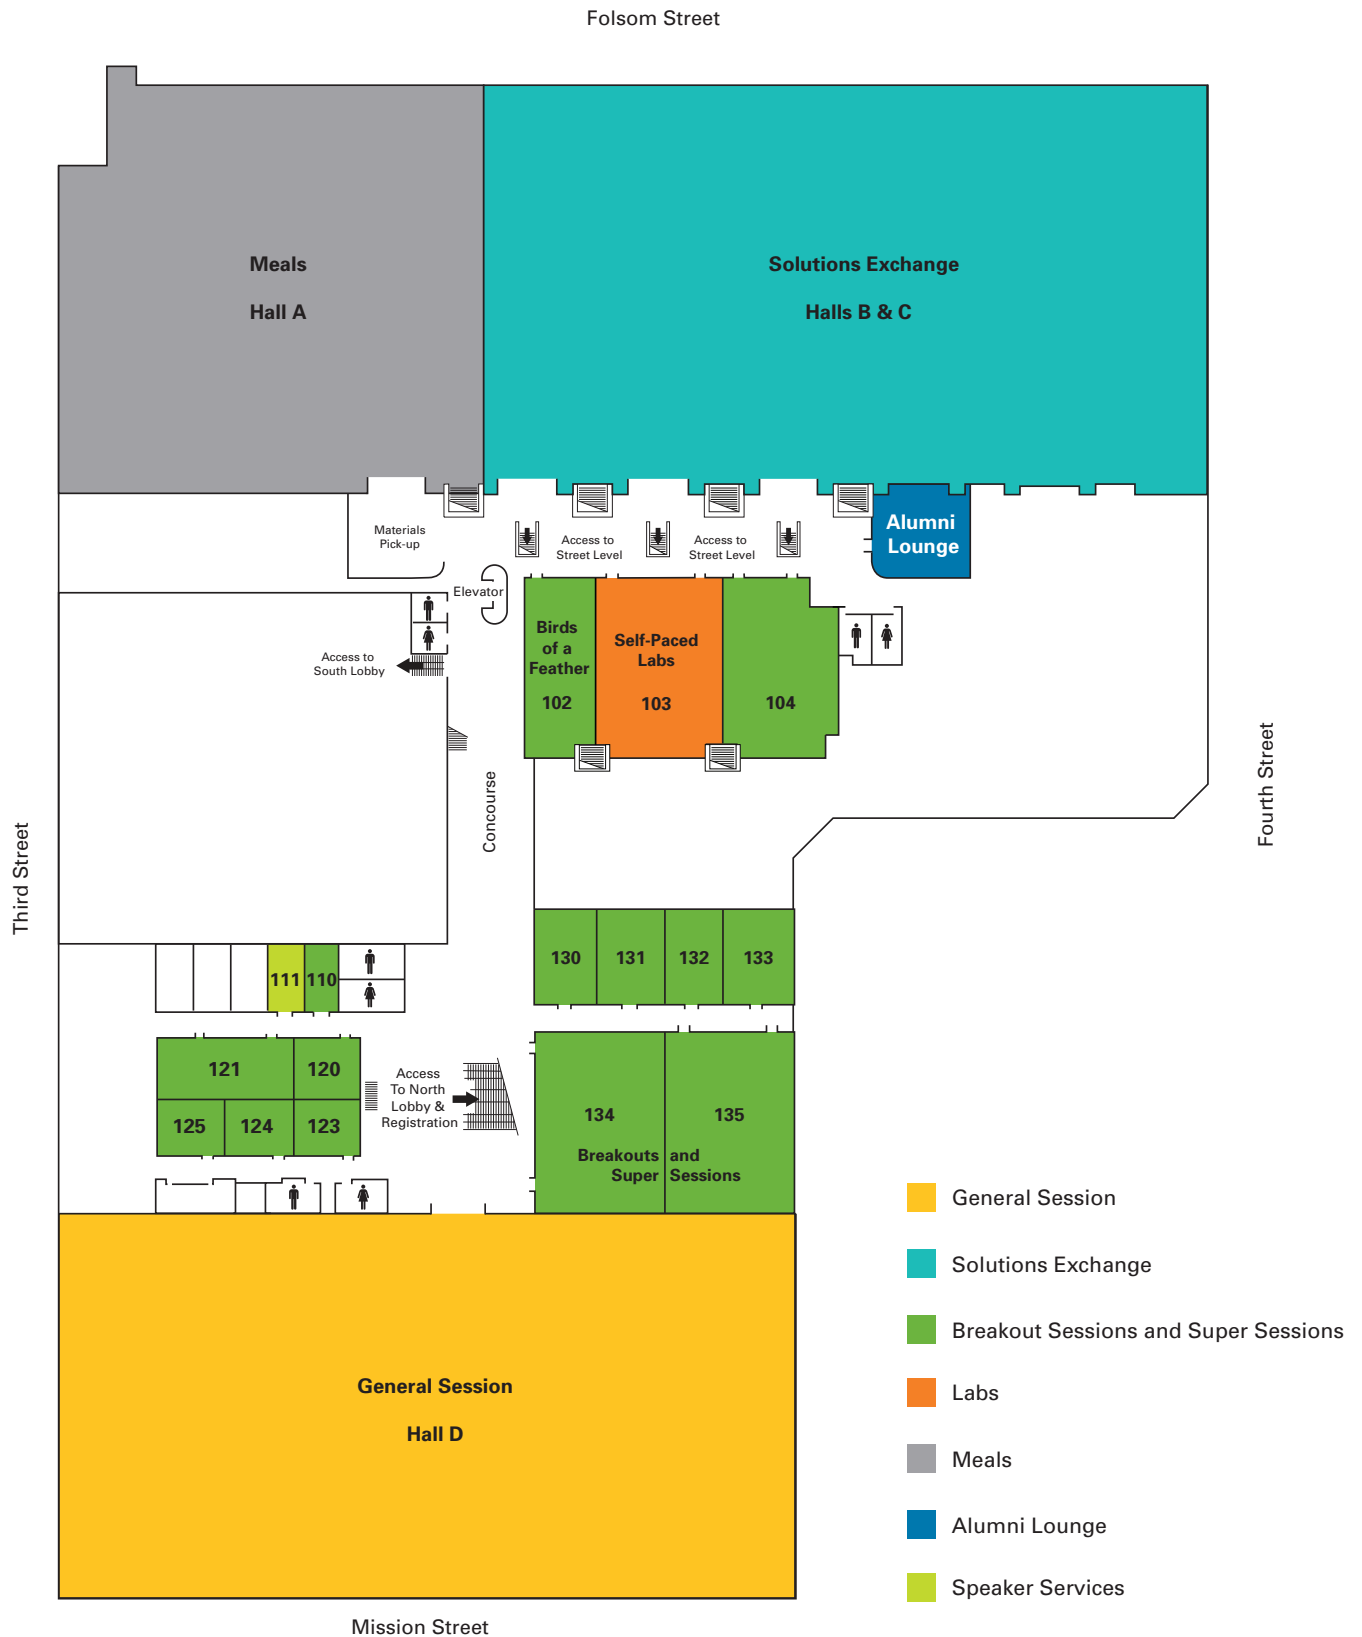 Folsom Street
Meals
Hall A
Solutions Exchange
Halls B & C
Materials
Pick-up
Access to
Street Level
Access to
Street Level
Alumni
Lounge
Elevator
Birds
of a
Feather
102
Self-Paced
Labs
103
104
Access to
South Lobby
Concourse
Third Street
Fourth Street
130
131
132
133
111
110
121
120
125
124
123
Access
To North
Lobby &
Registration
134
135
Breakouts and
Super Sessions
General Session
Hall D
General Session
Solutions Exchange
Breakout Sessions and Super Sessions
Labs
Meals
Alumni Lounge
Speaker Services
Mission Street